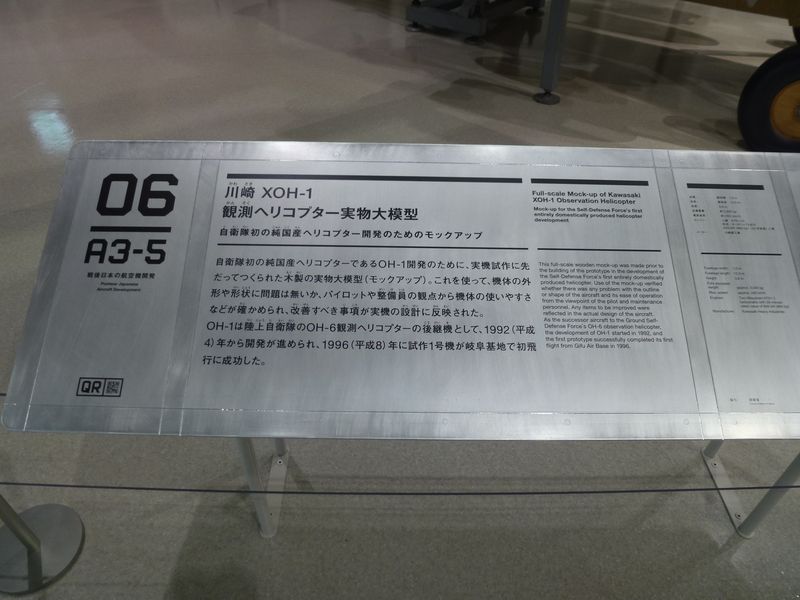 06
A3-5
戦後日本の航空機開発
Postwar Japanese
Aircraft Development
QR
かわ さき
川崎 XOH-1
かん そく
観測ヘリコプター実物大模型
自衛隊初の純国産ヘリコプター開発のためのモックアップ
自衛隊初の純国産ヘリコプターであるOH-1開発のために、実機試作に先
だってつくられた木製の実物大模型(モックアップ)。これを使って、機体の外
形や形状に問題は無いか、パイロットや整備員の観点から機体の使いやすさ
などが確かめられ、改善すべき事項が実機の設計に反映された。
OH-1は陸上自衛隊のOH-6観測ヘリコプターの後継機として、1992(平成
4)年から開発が進められ、1996(平成8)年に試作1号機が岐阜基地で初飛
行に成功した。
Full-scale Mock-up of Kawasaki
XOH-1 Observation Helicopter
Mock-up for the Self-Defense Force's first
entirely domestically produced helicopter
development
This full-scale wooden mock-up was made prior to
the building of the prototype in the development of
the Self Defense Force's first entirely domestically
produced helicopter. Use of the mock-up verified
whether there was any problem with the outline
or shape of the aircraft and its ease of operation
from the viewpoint of the pilot and maintenance
personnel. Any items to be improved were
reflected in the actual design of the aircraft.
As the successor aircraft to the Ground Self-
Defense Force's OH-6 observation helicopter,
the development of OH-1 started in 1992, and
the first prototype successfully completed its first
flight from Gifu Air Base in 1996.